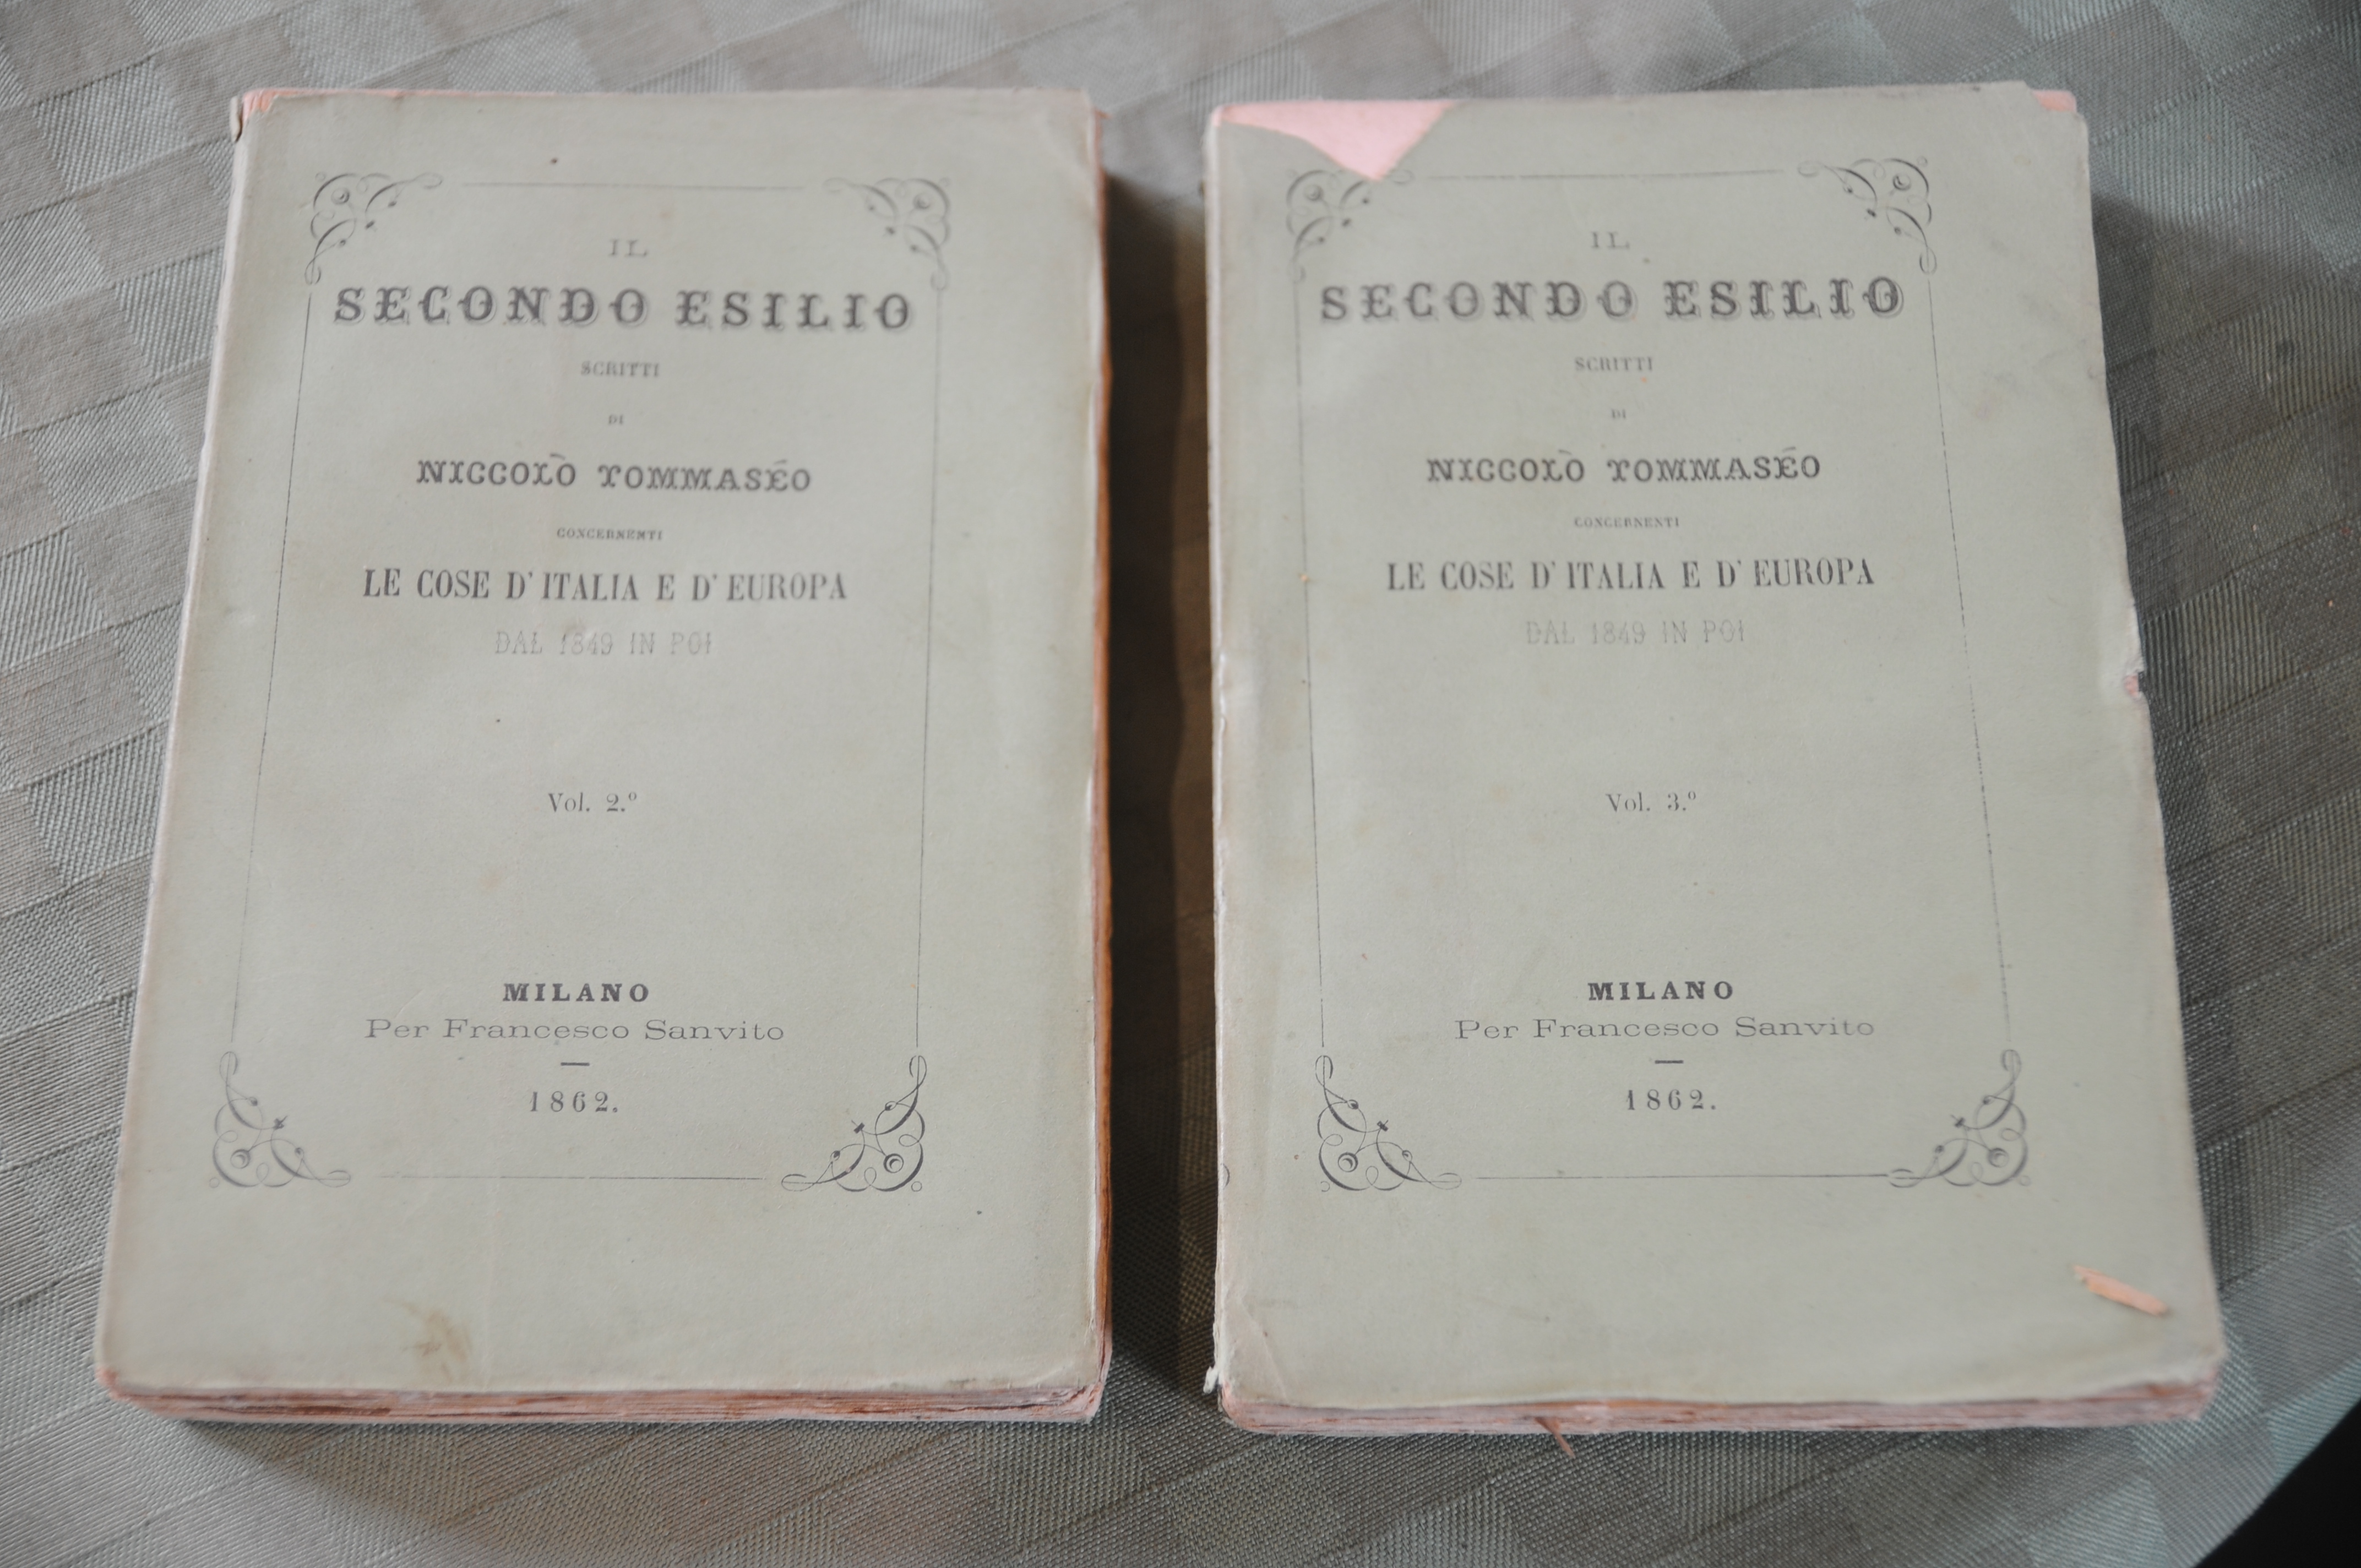 IL
SECONDO ESILIO
SCRITTI
DI
NICCOLÒ TOMMASÉO
CONCERNENTI
LE COSE D'ITALIA E D'EUROPA
DAL 1849 IN POI
Vol. 2.º
MILANO
Per Francesco Sanvito
—
1862.
IL
SECONDO ESILIO
SCRITTI
DI
NICCOLÒ TOMMASÉO
CONCERNENTI
LE COSE D'ITALIA E D'EUROPA
DAL 1849 IN POI
Vol. 3.º
MILANO
Per Francesco Sanvito
—
1862.